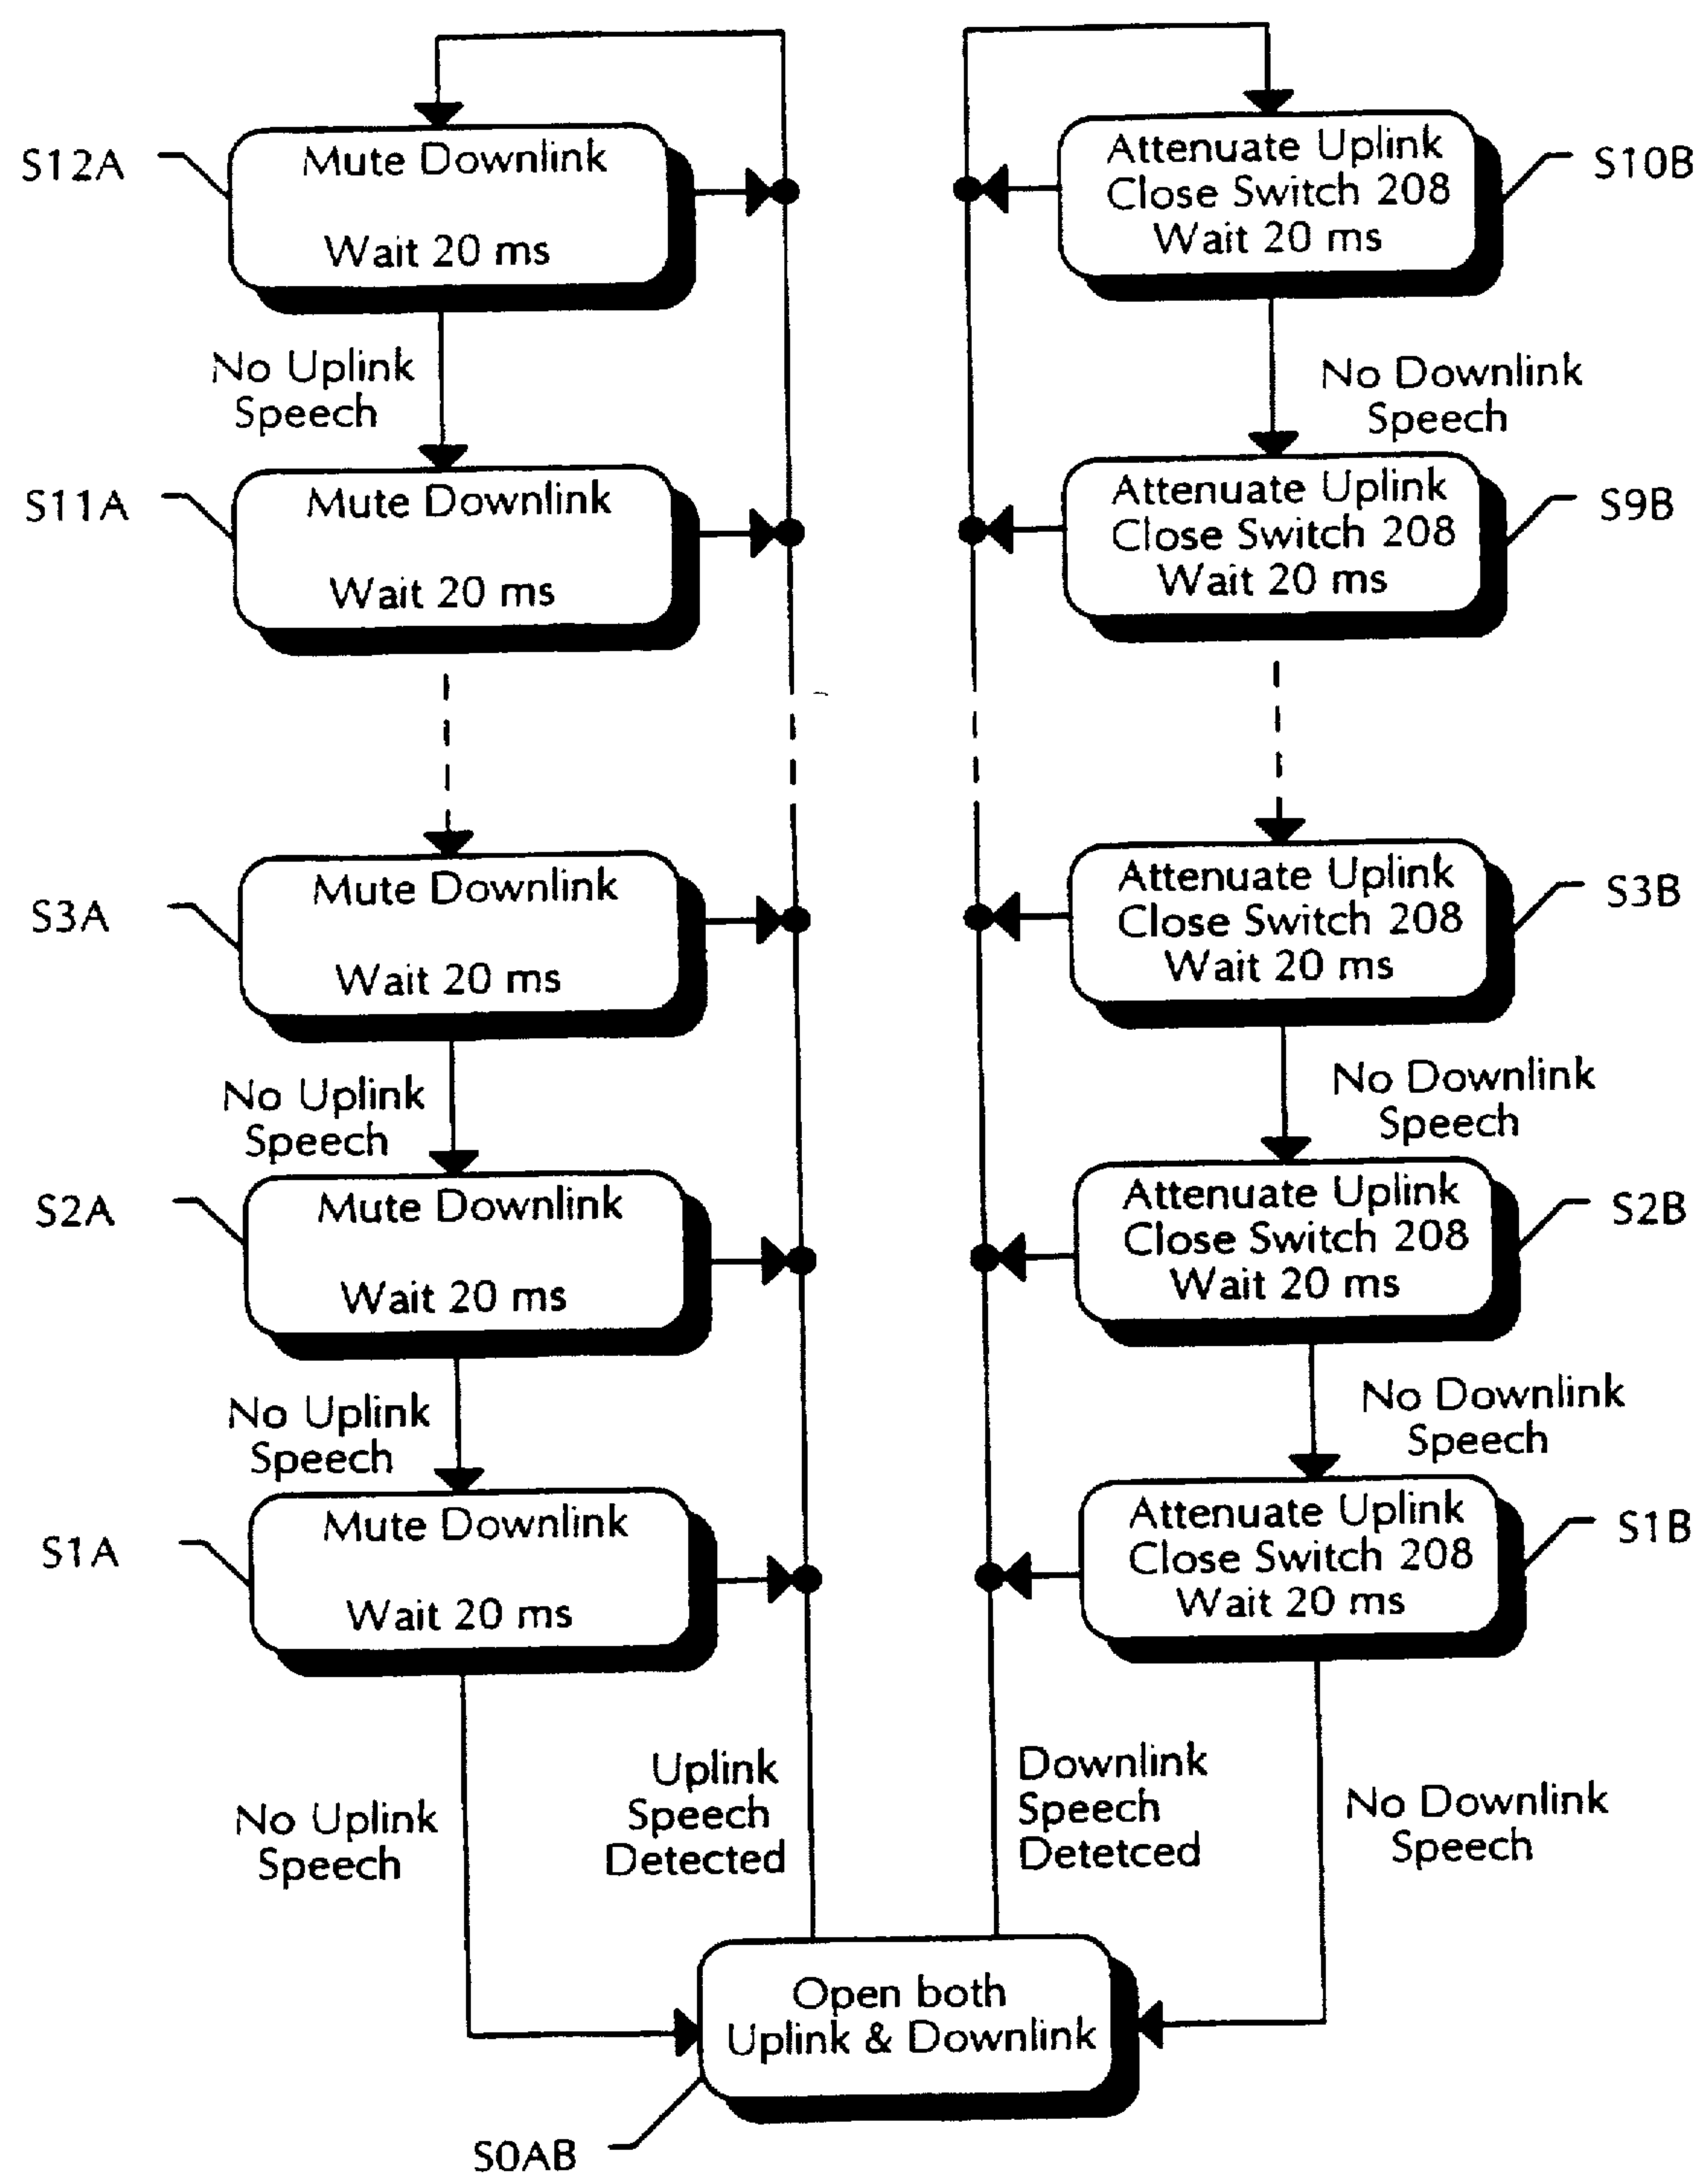 S12A
Mute Downlink
Wait 20 ms
No Uplink
Speech
S11A
Mute Downlink
Wait 20 ms
S3A
Mute Downlink
Wait 20 ms
No Uplink
Speech
S2A
Mute Downlink
Wait 20 ms
No Uplink
Speech
S1A
Mute Downlink
Wait 20 ms
No Uplink
Speech
Uplink
Speech
Detected
Attenuate Uplink
Close Switch 208
Wait 20 ms
S10B
No Downlink
Speech
Attenuate Uplink
Close Switch 208
Wait 20 ms
S9B
Attenuate Uplink
Close Switch 208
Wait 20 ms
S3B
No Downlink
Speech
Attenuate Uplink
Close Switch 208
Wait 20 ms
S2B
No Downlink
Speech
Attenuate Uplink
Close Switch 208
Wait 20 ms
S1B
Downlink
Speech
Detetced
No Downlink
Speech
Open both
Uplink & Downlink
S0AB